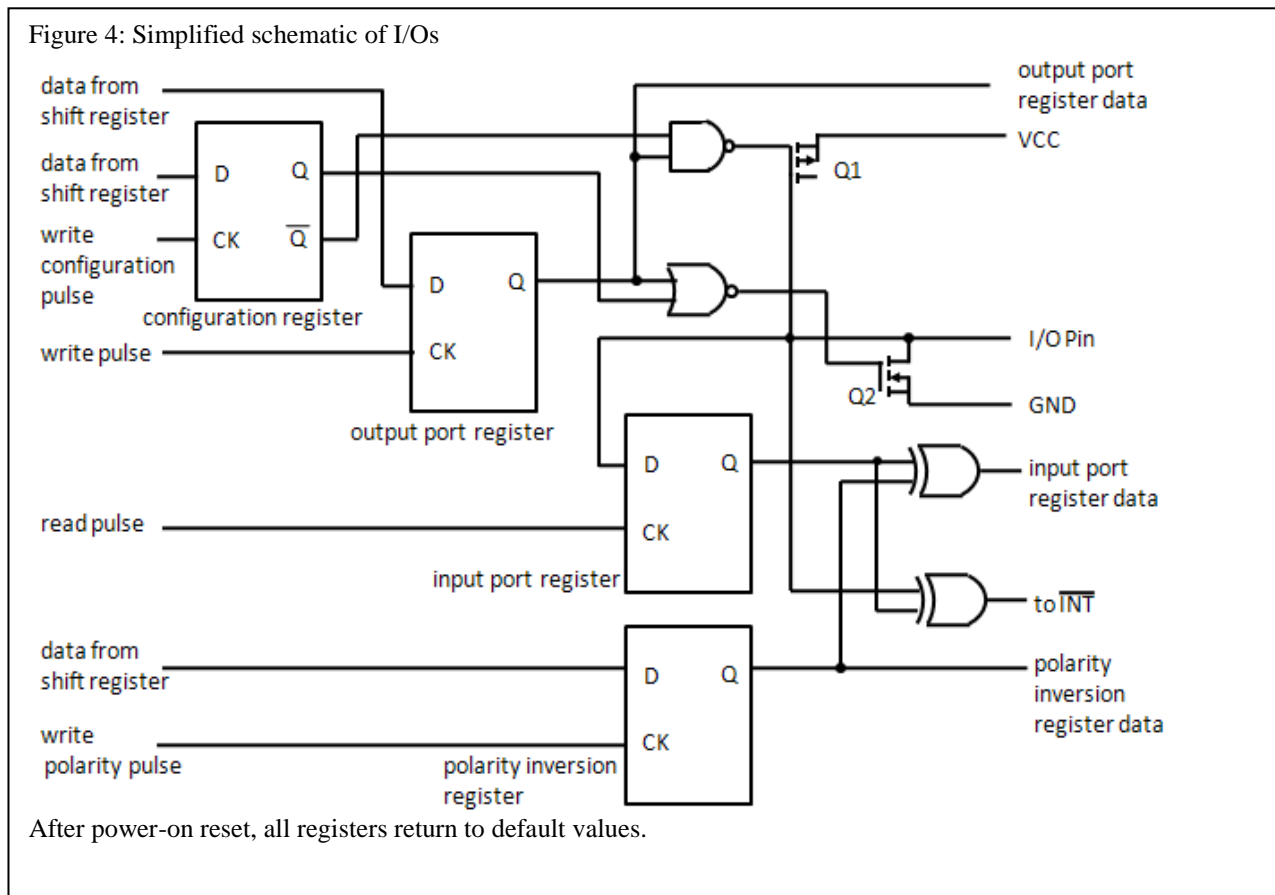 Figure 4: Simplified schematic of I/Os
data from
shift register
output port
register data
VCC
Q1
data from
shift register
D
Q
write
configuration
pulse
CK
Q
configuration register
D
Q
I/O Pin
write pulse
CK
Q2
GND
output port register
D
Q
input port
register data
read pulse
CK
input port register
to INT
data from
shift register
D
Q
polarity
inversion
register data
write
polarity pulse
CK
polarity inversion
register
After power-on reset, all registers return to default values.